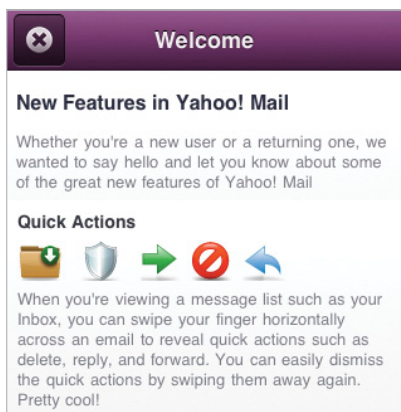 Welcome
New Features in Yahoo! Mail
Whether you're a new user or a returning one, we
wanted to say hello and let you know about some
of the great new features of Yahoo! Mail
Quick Actions
When you're viewing a message list such as your
Inbox, you can swipe your finger horizontally
across an email to reveal quick actions such as
delete, reply, and forward. You can easily dismiss
the quick actions by swiping them away again.
Pretty cool!